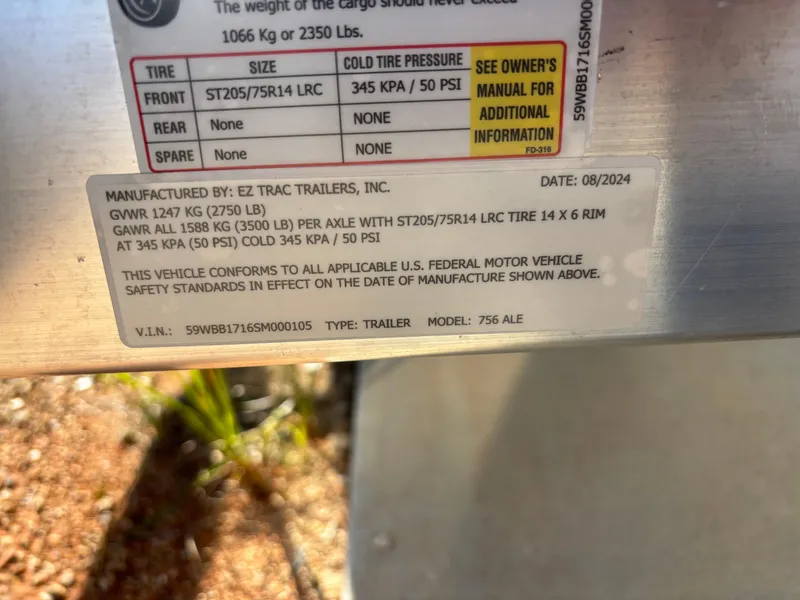 The weight of the cargo should never exceed
1066 Kg or 2350 Lbs.
TIRE SIZE COLD TIRE PRESSURE
FRONT ST205/75R14 LRC 345 KPA / 50 PSI
REAR None NONE
SPARE None NONE
SEE OWNER'S
MANUAL FOR
ADDITIONAL
INFORMATION
FD-316
59WBB1716SM00
MANUFACTURED BY: EZ TRAC TRAILERS, INC. DATE: 08/2024
GVWR 1247 KG (2750 LB)
GAWR ALL 1588 KG (3500 LB) PER AXLE WITH ST205/75R14 LRC TIRE 14 X 6 RIM
AT 345 KPA (50 PSI) COLD 345 KPA / 50 PSI
THIS VEHICLE CONFORMS TO ALL APPLICABLE U.S. FEDERAL MOTOR VEHICLE
SAFETY STANDARDS IN EFFECT ON THE DATE OF MANUFACTURE SHOWN ABOVE.
V.I.N.: 59WBB1716SM000105 TYPE: TRAILER MODEL: 756 ALE